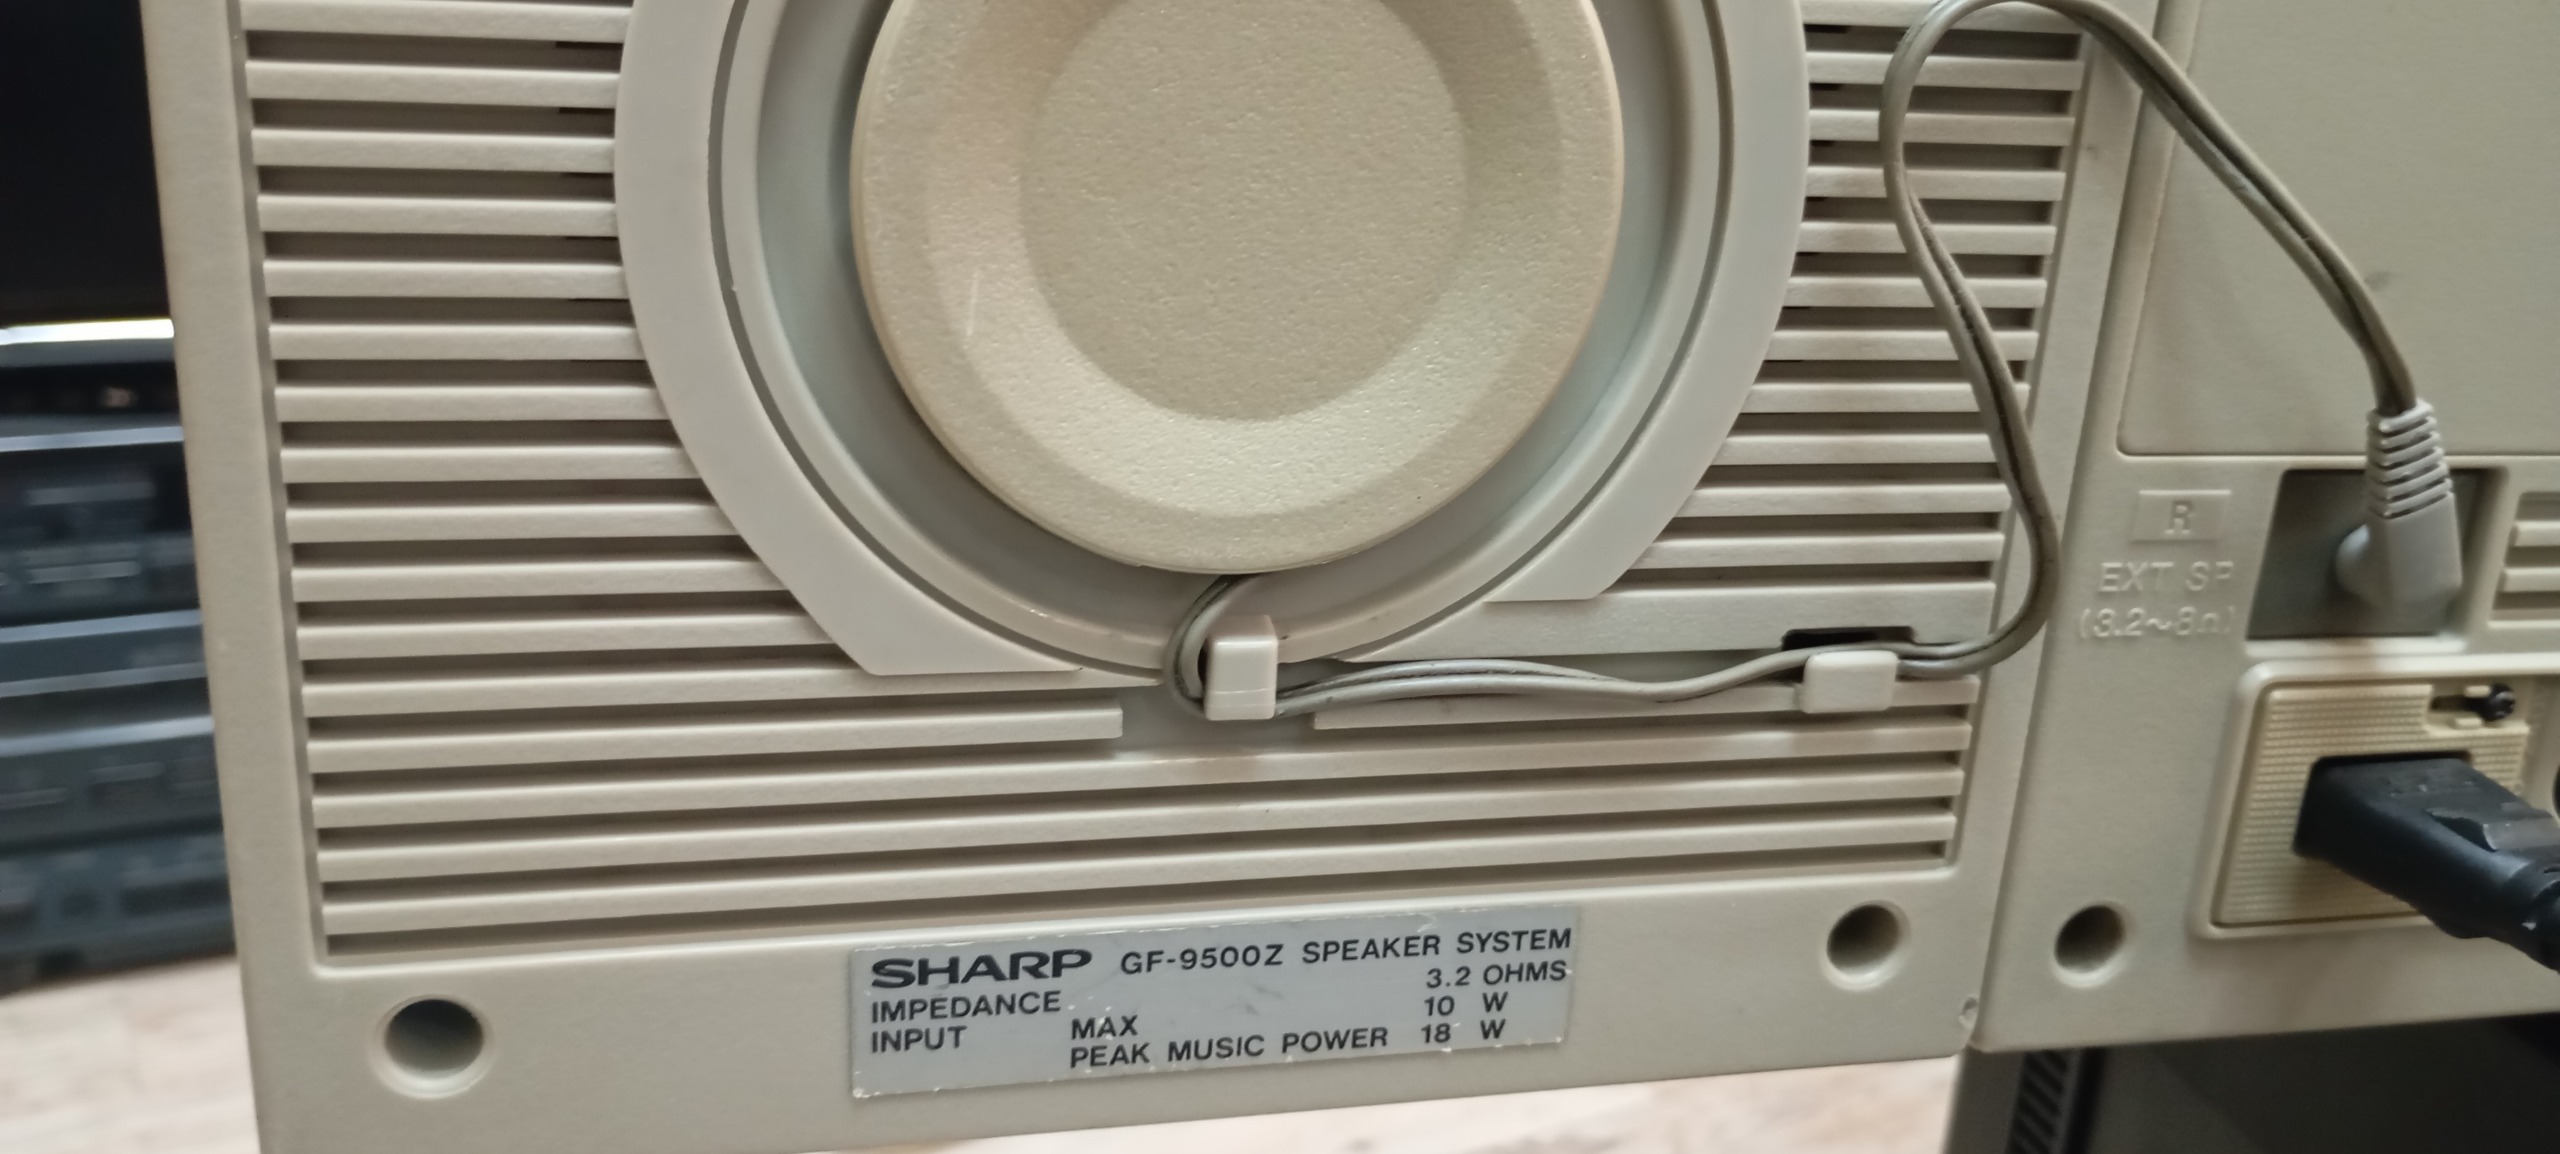 R
EXT SP
(3.2~8Ω)
SHARP GF-9500Z SPEAKER SYSTEM
IMPEDANCE 3.2 OHMS
INPUT MAX 10 W
PEAK MUSIC POWER 18 W